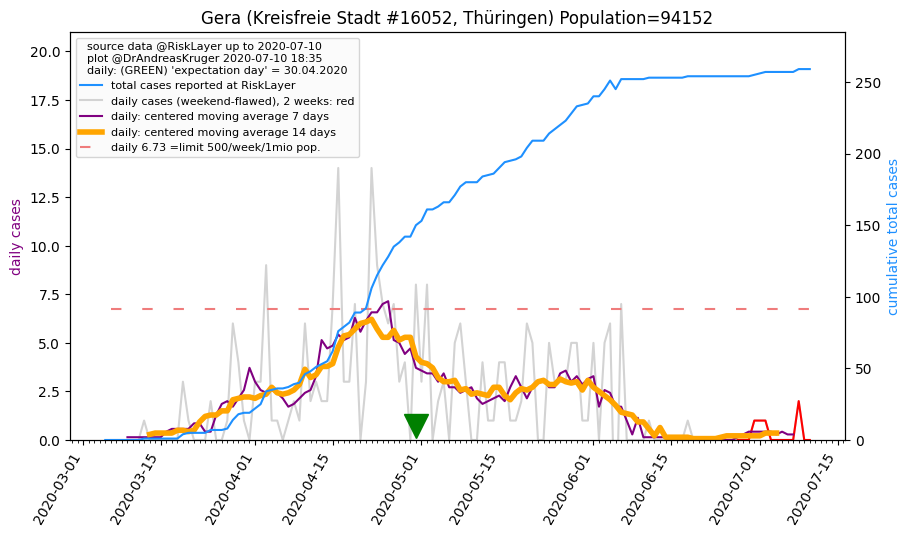 Gera (Kreisfreie Stadt #16052, Thüringen) Population=94152
source data @RiskLayer up to 2020-07-10
plot @DrAndreasKruger 2020-07-10 18:35
daily: (GREEN) 'expectation day' = 30.04.2020
total cases reported at RiskLayer
daily cases (weekend-flawed), 2 weeks: red
daily: centered moving average 7 days
daily: centered moving average 14 days
daily 6.73 =limit 500/week/1mio pop.
daily cases
20.0
17.5
15.0
12.5
10.0
7.5
5.0
2.5
0.0
cumulative total cases
250
200
150
100
50
0
2020-03-01
2020-03-15
2020-04-01
2020-04-15
2020-05-01
2020-05-15
2020-06-01
2020-06-15
2020-07-01
2020-07-15